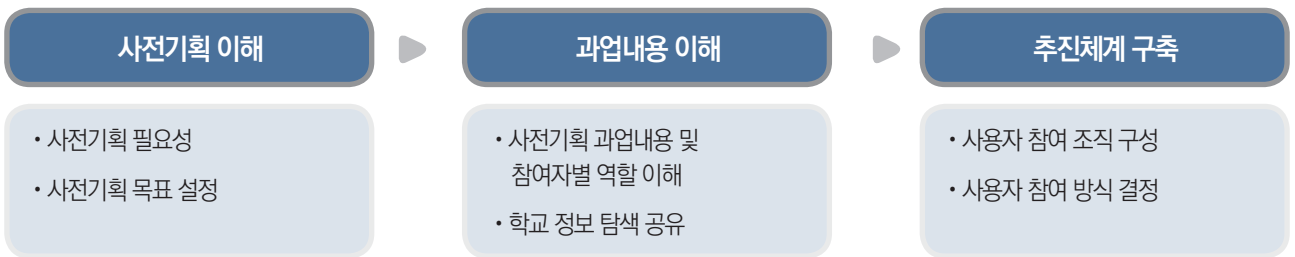 사전기획 이해
• 사전기획 필요성
• 사전기획 목표 설정
과업내용 이해
• 사전기획 과업내용 및
참여자별 역할 이해
• 학교 정보 탐색 공유
추진체계 구축
• 사용자 참여 조직 구성
• 사용자 참여 방식 결정